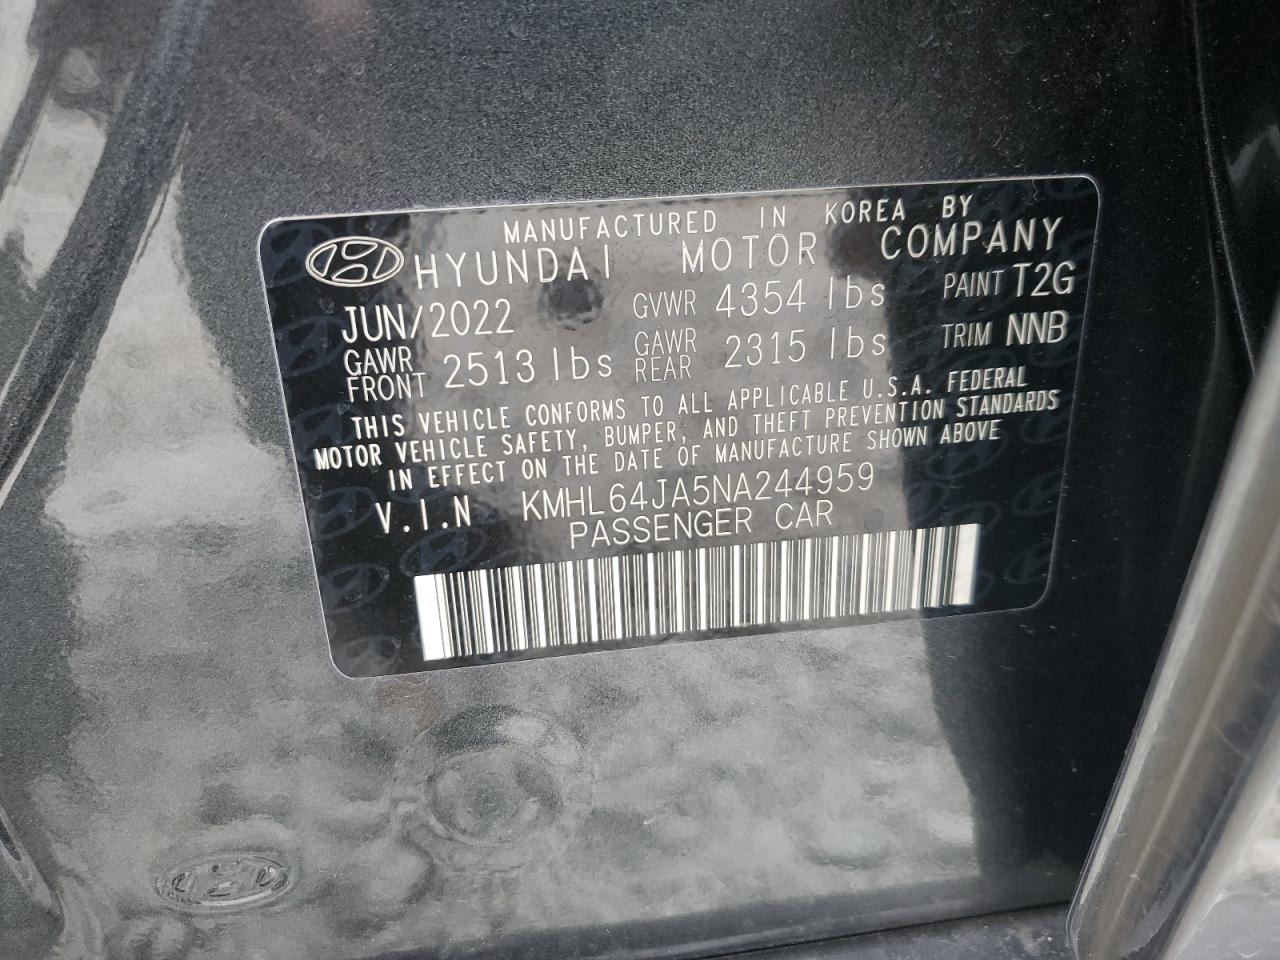 MANUFACTURED IN KOREA BY
HYUNDAI MOTOR COMPANY
JUN/2022 GVWR 4354 lbs PAINT T2G
GAWR FRONT 2513 lbs GAWR REAR 2315 lbs TRIM NNB
THIS VEHICLE CONFORMS TO ALL APPLICABLE U.S.A. FEDERAL
MOTOR VEHICLE SAFETY, BUMPER, AND THEFT PREVENTION STANDARDS
IN EFFECT ON THE DATE OF MANUFACTURE SHOWN ABOVE
V.I.N KMHL64JA5NA244959
PASSENGER CAR